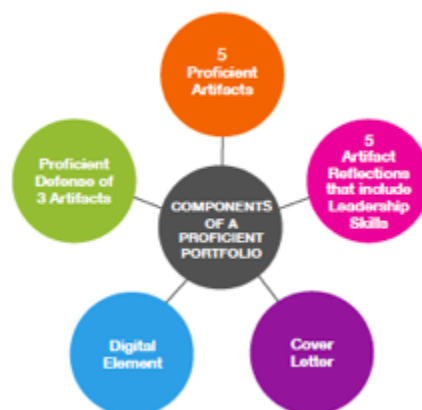 5
Proficient
Artifacts
5
Artifact
Reflections
that include
Leadership
Skills
Proficient
Defense of
3 Artifacts
COMPONENTS
OF A
PROFICIENT
PORTFOLIO
Digital
Element
Cover
Letter